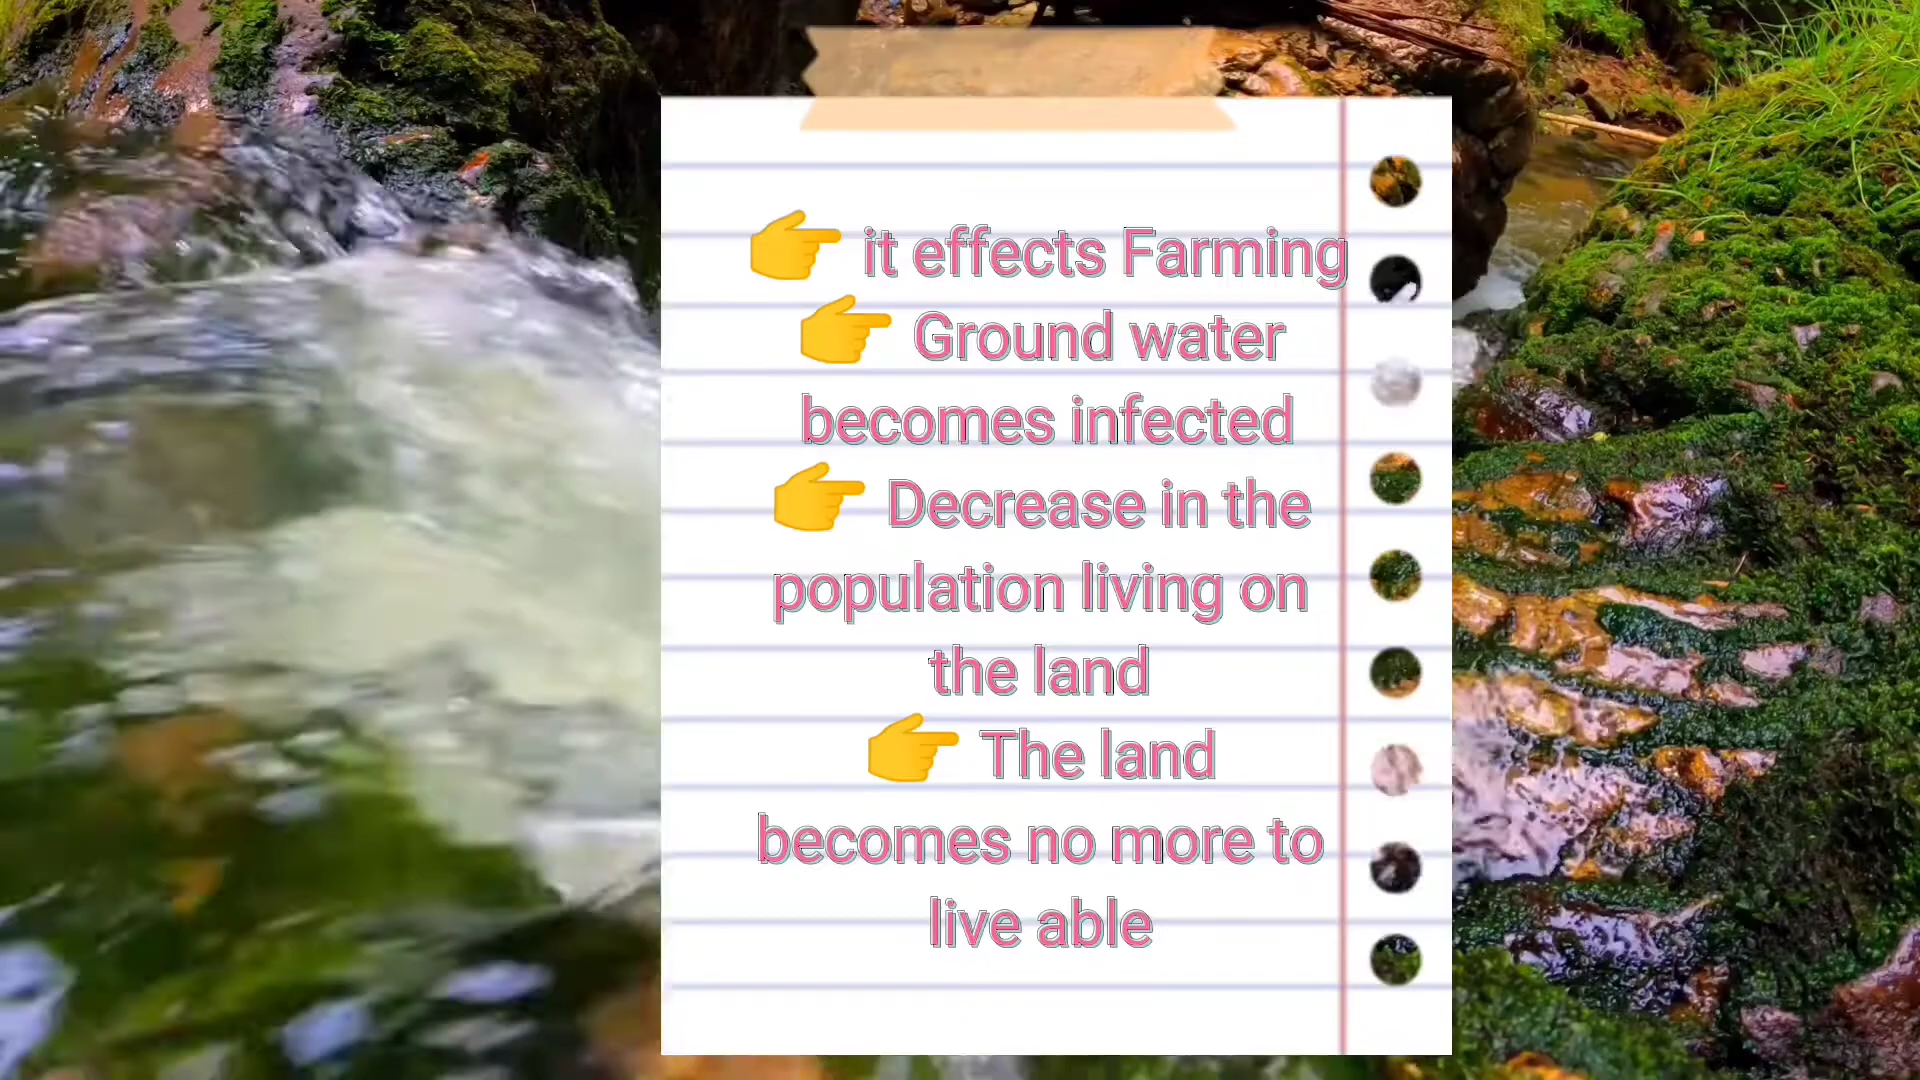 👉 it effects Farming
👉 Ground water
becomes infected
👉 Decrease in the
population living on
the land
👉 The land
becomes no more to
live able